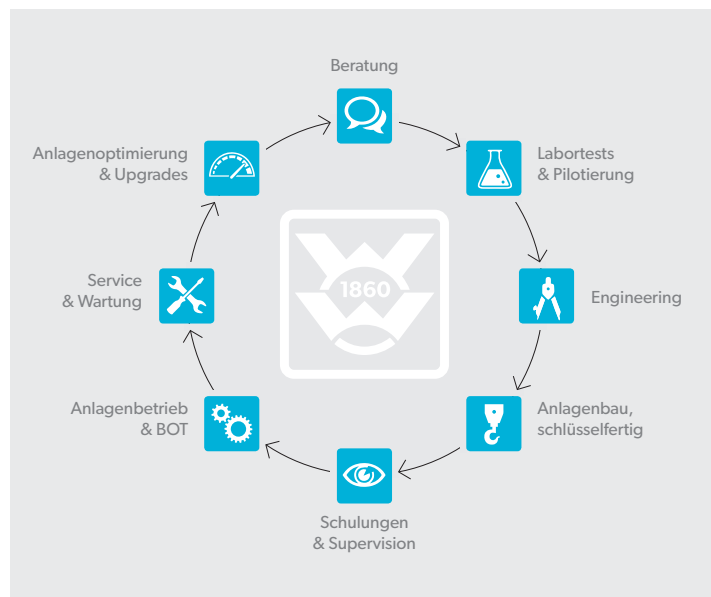 Beratung
Labortests
& Pilotierung
Engineering
Anlagenbau,
schlüsselfertig
Schulungen
& Supervision
Anlagenbetrieb
& BOT
Service
& Wartung
Anlagenoptimierung
& Upgrades
1860